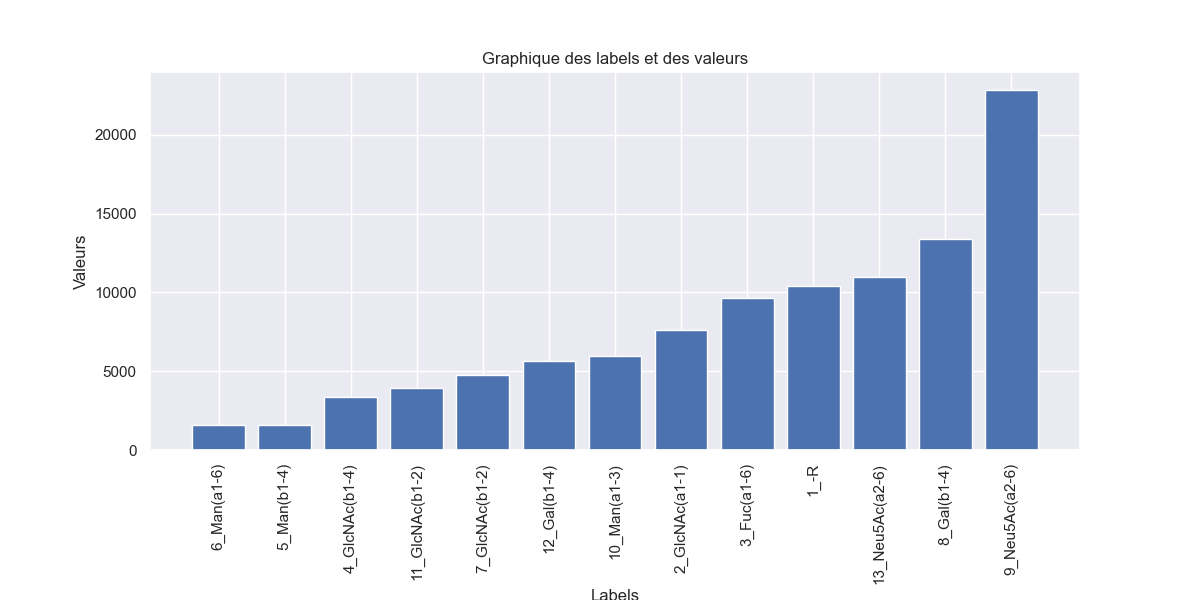 Graphique des labels et des valeurs
Valeurs
20000
15000
10000
5000
0
6_Man(a1-6)
5_Man(b1-4)
4_GlcNAc(b1-4)
11_GlcNAc(b1-2)
7_GlcNAc(b1-2)
12_Gal(b1-4)
10_Man(a1-3)
2_GlcNAc(a1-1)
3_Fuc(a1-6)
1_-R
13_Neu5Ac(a2-6)
8_Gal(b1-4)
9_Neu5Ac(a2-6)
Labels